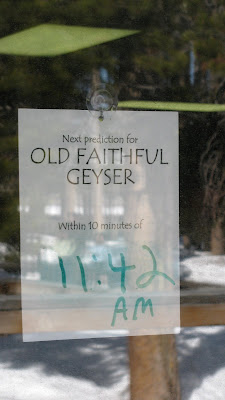 Next prediction for
OLD FAITHFUL
GEYSER
Within 10 minutes of
11:42
AM